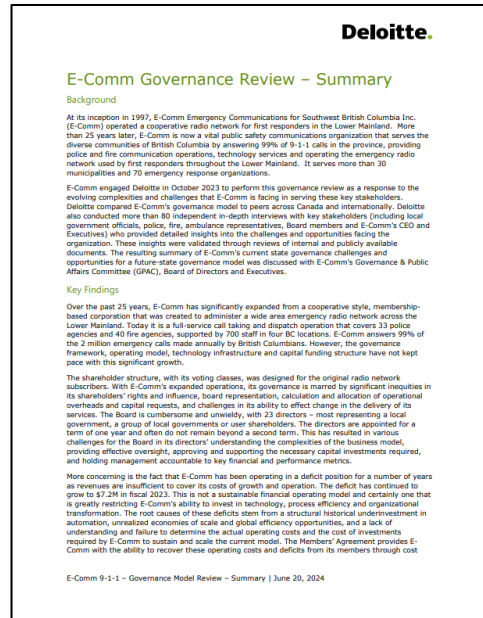 Deloitte.
E-Comm Governance Review – Summary
Background
At its inception in 1997, E-Comm Emergency Communications for Southwest British Columbia Inc.
(E-Comm) operated a cooperative radio network for first responders in the Lower Mainland. More
than 25 years later, E-Comm is now a vital public safety communications organization that serves the
diverse communities of British Columbia by answering 99% of 9-1-1 calls in the province, providing
police and fire communication operations, technology services and operating the emergency radio
network used by first responders throughout the Lower Mainland. It serves more than 30
municipalities and 70 emergency response organizations.
E-Comm engaged Deloitte in October 2023 to perform this governance review as a response to the
evolving complexities and challenges that E-Comm is facing in serving these key stakeholders.
Deloitte compared E-Comm's governance model to peers across Canada and internationally. Deloitte
also conducted more than 80 independent in-depth interviews with key stakeholders (including local
government officials, police, fire, ambulance representatives, Board members and E-Comm's CEO and
Executives) who provided detailed insights into the challenges and opportunities facing the
organization. These insights were validated through reviews of internal and publicly available
documents. The resulting summary of E-Comm's current state governance challenges and
opportunities for a future-state governance model was discussed with E-Comm's Governance & Public
Affairs Committee (GPAC), Board of Directors and Executives.
Key Findings
Over the past 25 years, E-Comm has significantly expanded from a cooperative style, membership-
based corporation that was created to administer a wide area emergency radio network across the
Lower Mainland. Today it is a full-service call taking and dispatch operation that covers 33 police
agencies and 40 fire agencies, supported by 700 staff in four BC locations. E-Comm answers 99% of
the 2 million emergency calls made annually by British Columbians. However, the governance
framework, operating model, technology infrastructure and capital funding structure have not kept
pace with this significant growth.
The shareholder structure, with its voting classes, was designed for the original radio network
subscribers. With E-Comm's expanded operations, its governance is marred by significant inequities in
its shareholders' rights and influence, board representation, calculation and allocation of operational
overheads and capital requests, and challenges in its ability to effect change in the delivery of its
services. The Board is cumbersome and unwieldy, with 23 directors – most representing a local
government, a group of local governments or user shareholders. The directors are appointed for a
term of one year and often do not remain beyond a second term. This has resulted in various
challenges for the Board in its directors' understanding the complexities of the business model,
providing effective oversight, approving and supporting the necessary capital investments required,
and holding management accountable to key financial and performance metrics.
More concerning is the fact that E-Comm has been operating in a deficit position for a number of years
as revenues are insufficient to cover its costs of growth and operation. The deficit has continued to
grow to $7.2M in fiscal 2023. This is not a sustainable financial operating model and certainly one that
is greatly restricting E-Comm's ability to invest in technology, process efficiency and organizational
transformation. The root causes of these deficits stem from a structural historical underinvestment in
automation, unrealized economies of scale and global efficiency opportunities, and a lack of
understanding and failure to determine the actual operating costs and the cost of investments
required by E-Comm to sustain and scale the current model. The Members' Agreement provides E-
Comm with the ability to recover these operating costs and deficits from its members through cost
E-Comm 9-1-1 – Governance Model Review – Summary | June 20, 2024